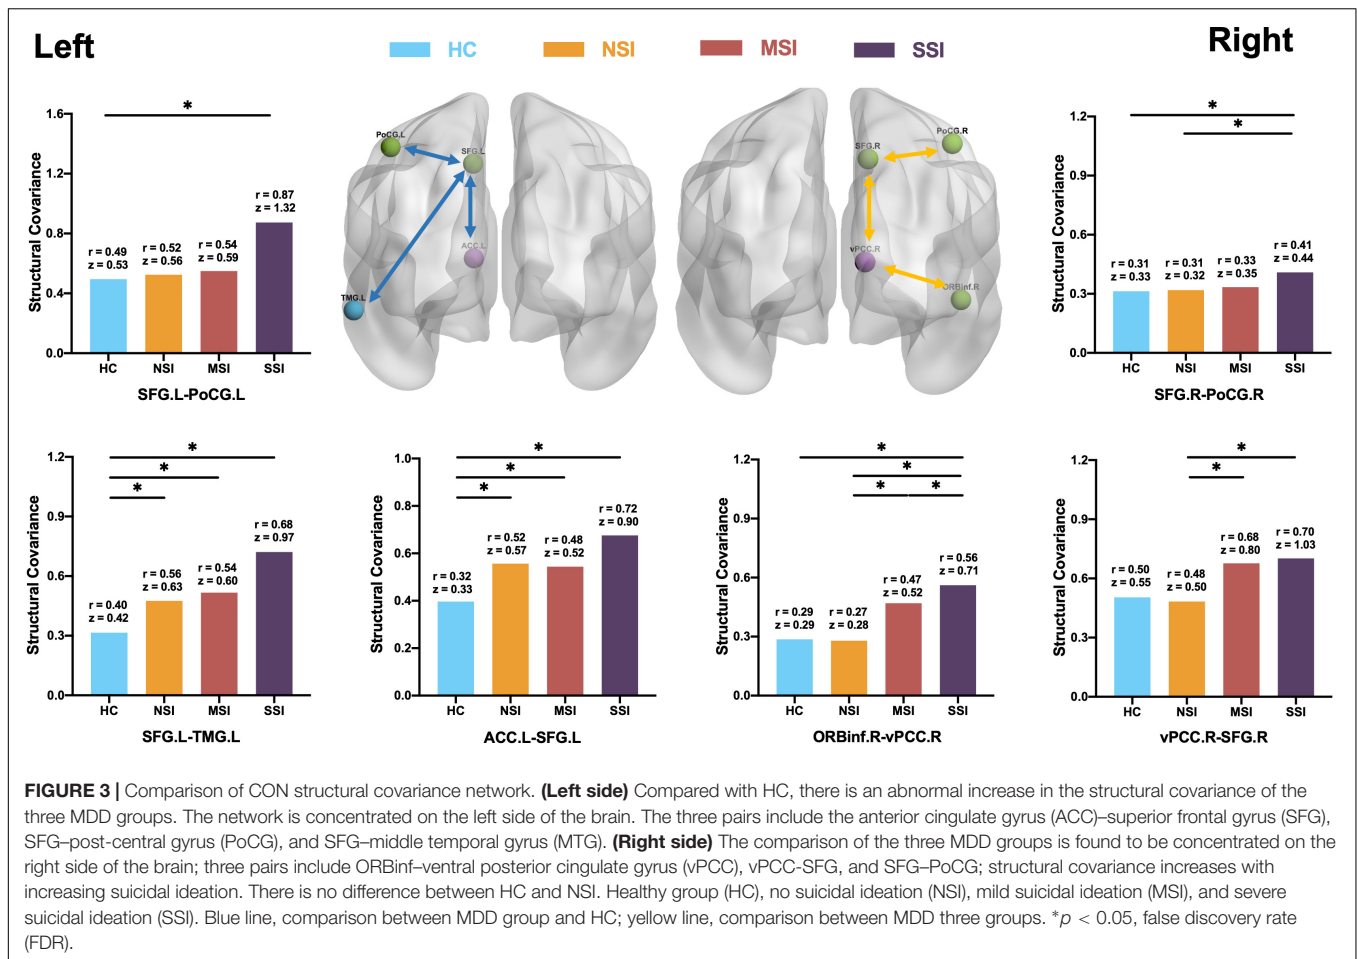 Left
HC
NSI
MSI
SSI
Right
Structural Covariance
1.6
1.2
0.8
0.4
0.0
*
r = 0.49
z = 0.53
r = 0.52
z = 0.56
r = 0.54
z = 0.59
r = 0.87
z = 1.32
HC NSI MSI SSI
SFG.L-PoCG.L
PoCG.L
SFG.L
ACC.L
TMG.L
SFG.R
PoCG.R
vPCC.R
ORBinf.R
Structural Covariance
1.2
0.9
0.6
0.3
0.0
*
*
r = 0.31
z = 0.33
r = 0.31
z = 0.32
r = 0.33
z = 0.35
r = 0.41
z = 0.44
HC NSI MSI SSI
SFG.R-PoCG.R
Structural Covariance
1.2
0.9
0.6
0.3
0.0
*
*
*
r = 0.40
z = 0.42
r = 0.56
z = 0.63
r = 0.54
z = 0.60
r = 0.68
z = 0.97
HC NSI MSI SSI
SFG.L-TMG.L
Structural Covariance
1.0
0.8
0.6
0.4
0.2
0.0
*
*
*
r = 0.32
z = 0.33
r = 0.52
z = 0.57
r = 0.48
z = 0.52
r = 0.72
z = 0.90
HC NSI MSI SSI
ACC.L-SFG.L
Structural Covariance
1.2
0.9
0.6
0.3
0.0
*
*
* *
r = 0.29
z = 0.29
r = 0.27
z = 0.28
r = 0.47
z = 0.52
r = 0.56
z = 0.71
HC NSI MSI SSI
ORBinf.R-vPCC.R
Structural Covariance
1.2
0.9
0.6
0.3
0.0
*
*
r = 0.50
z = 0.55
r = 0.48
z = 0.50
r = 0.68
z = 0.80
r = 0.70
z = 1.03
HC NSI MSI SSI
vPCC.R-SFG.R
FIGURE 3 | Comparison of CON structural covariance network. (Left side) Compared with HC, there is an abnormal increase in the structural covariance of the
three MDD groups. The network is concentrated on the left side of the brain. The three pairs include the anterior cingulate gyrus (ACC)–superior frontal gyrus (SFG),
SFG–post-central gyrus (PoCG), and SFG–middle temporal gyrus (MTG). (Right side) The comparison of the three MDD groups is found to be concentrated on the
right side of the brain; three pairs include ORBinf–ventral posterior cingulate gyrus (vPCC), vPCC-SFG, and SFG–PoCG; structural covariance increases with
increasing suicidal ideation. There is no difference between HC and NSI. Healthy group (HC), no suicidal ideation (NSI), mild suicidal ideation (MSI), and severe
suicidal ideation (SSI). Blue line, comparison between MDD group and HC; yellow line, comparison between MDD three groups. *p < 0.05, false discovery rate
(FDR).